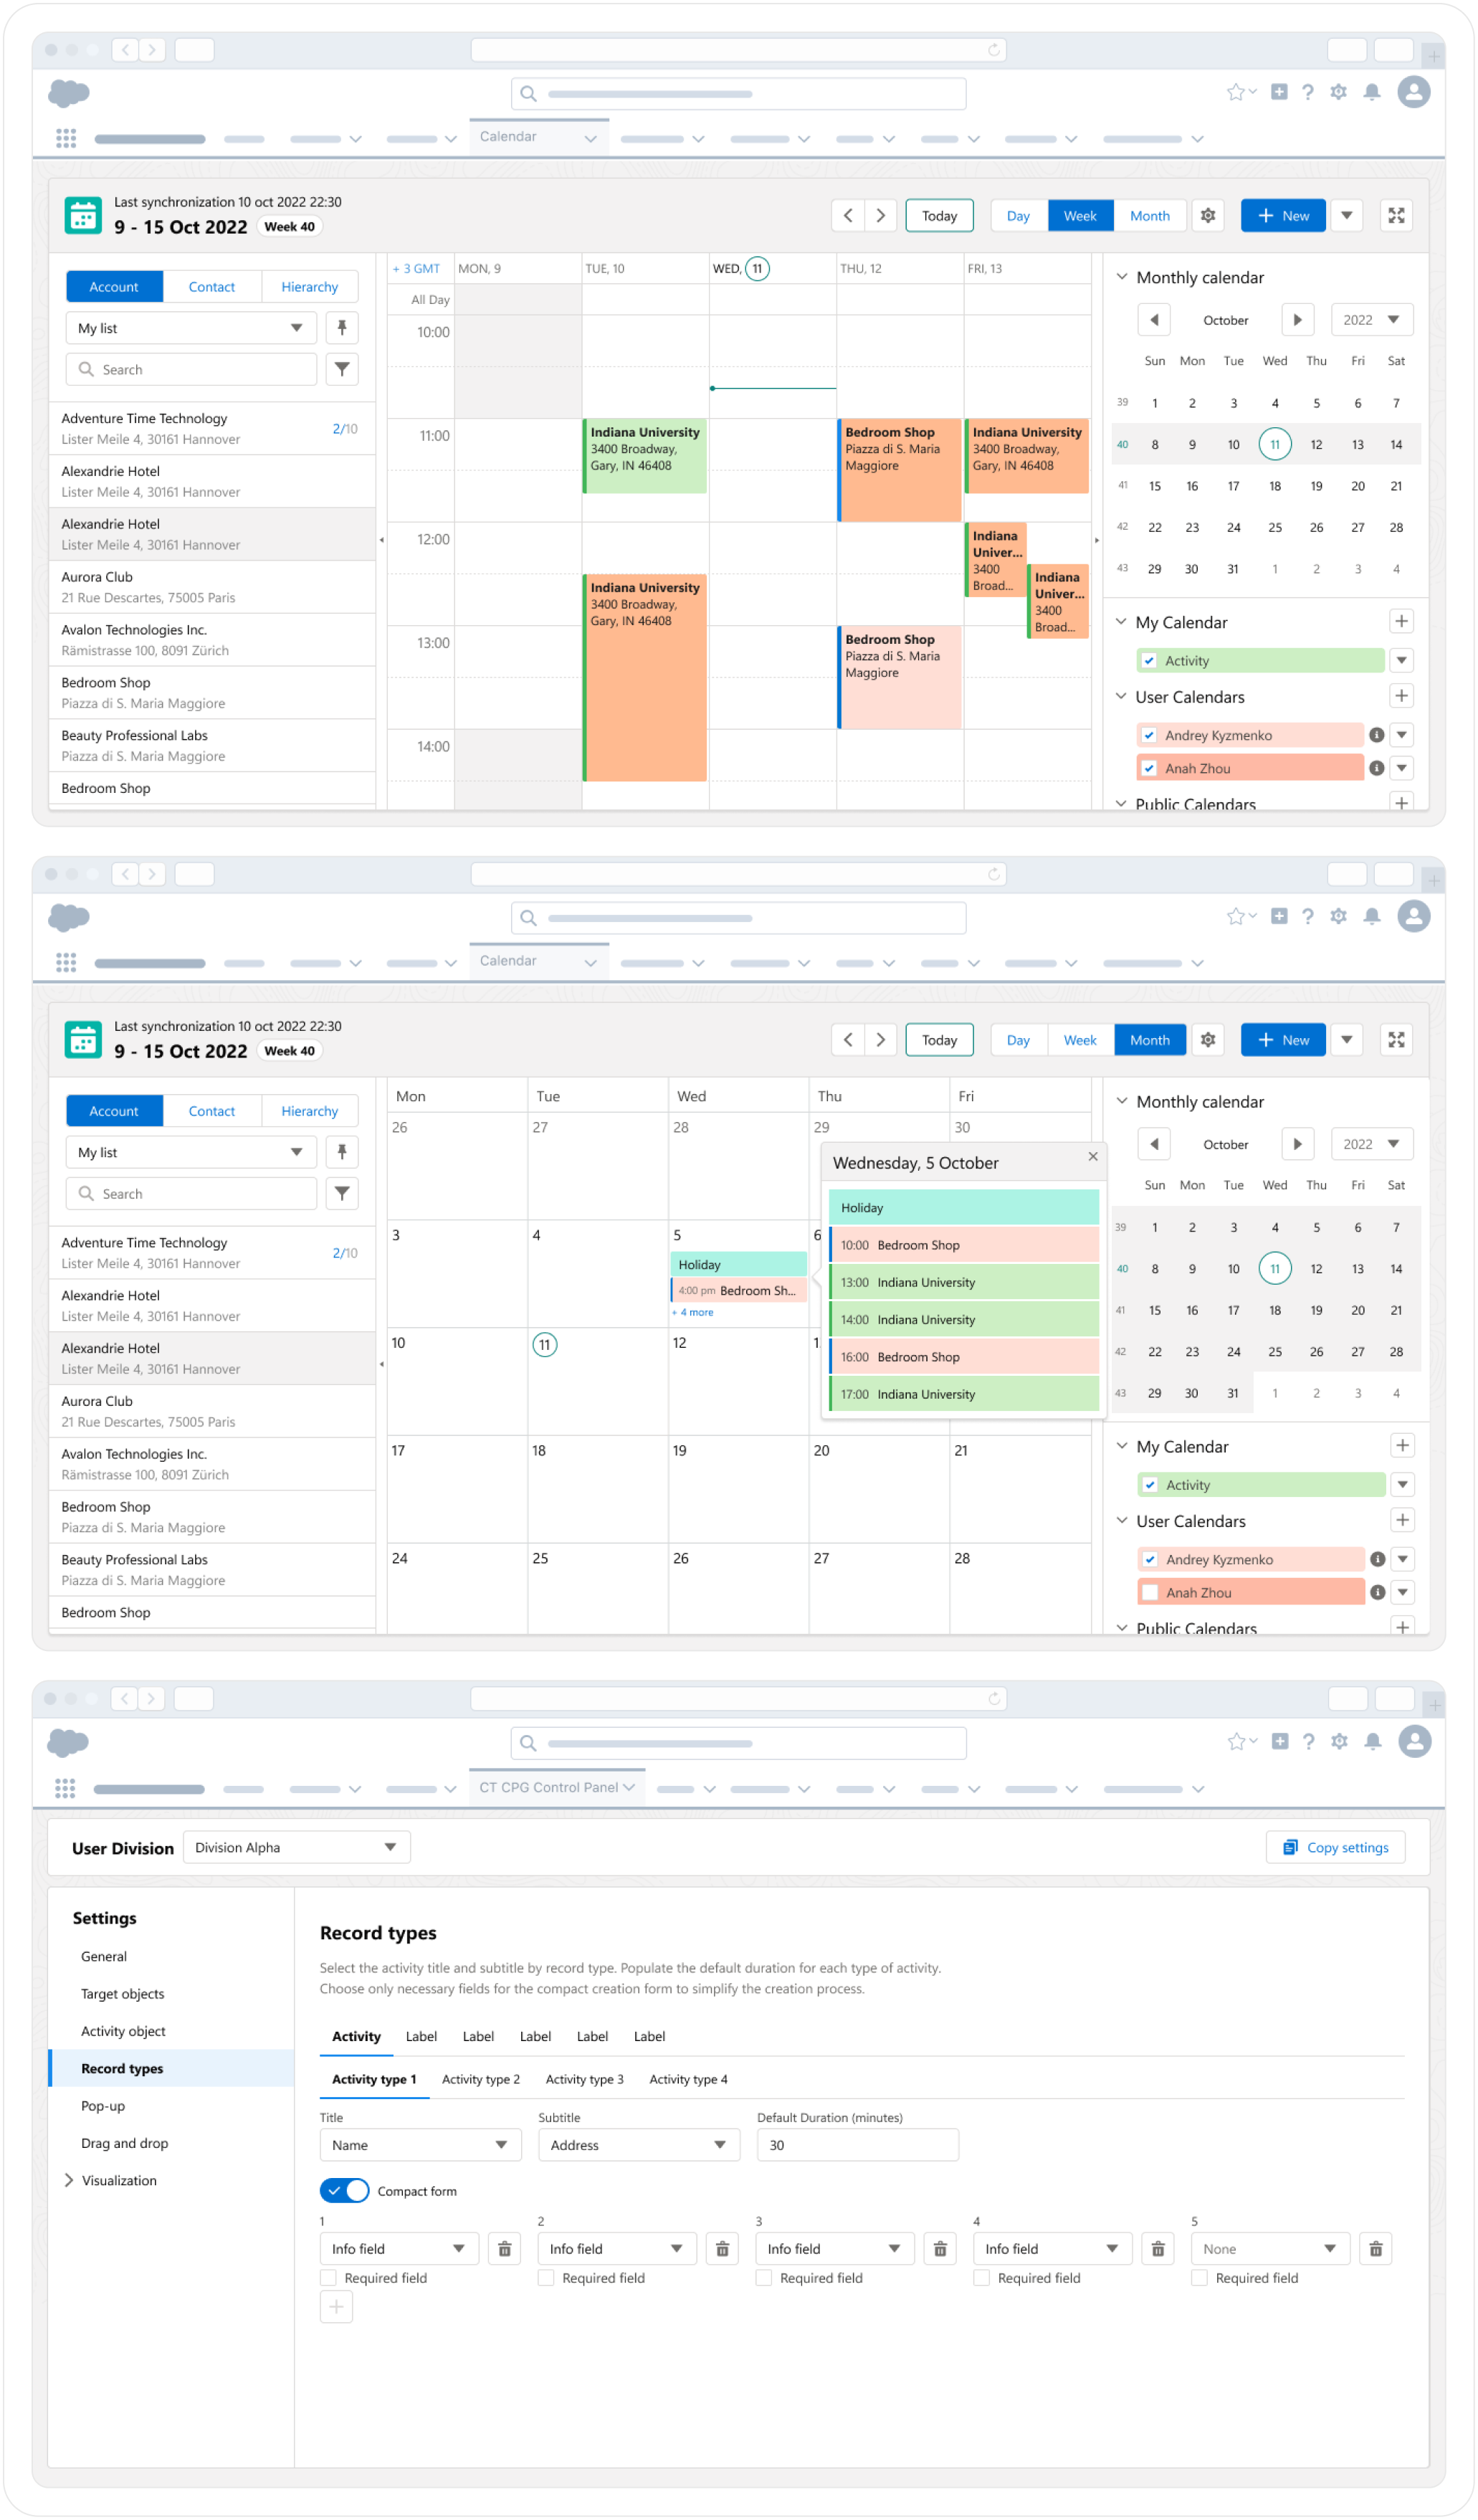 Calendar
Last synchronization 10 oct 2022 22:30
9 - 15 Oct 2022 Week 40
Today Day Week Month New
Account Contact Hierarchy
My list
Search
Adventure Time Technology
Lister Meile 4, 30161 Hannover
2/10
Alexandrie Hotel
Lister Meile 4, 30161 Hannover
Alexandrie Hotel
Lister Meile 4, 30161 Hannover
Aurora Club
21 Rue Descartes, 75005 Paris
Avalon Technologies Inc.
Rämistrasse 100, 8091 Zürich
Bedroom Shop
Piazza di S. Maria Maggiore
Beauty Professional Labs
Piazza di S. Maria Maggiore
Bedroom Shop
+ 3 GMT MON, 9 TUE, 10 WED, 11 THU, 12 FRI, 13
All Day
10:00
11:00
12:00
13:00
14:00
Indiana University
3400 Broadway,
Gary, IN 46408
Indiana University
3400 Broadway,
Gary, IN 46408
Bedroom Shop
Piazza di S. Maria
Maggiore
Bedroom Shop
Piazza di S. Maria
Maggiore
Indiana University
3400 Broadway,
Gary, IN 46408
Indiana
Univer...
3400
Broad...
Indiana
Univer...
3400
Broad...
Monthly calendar
October 2022
Sun Mon Tue Wed Thu Fri Sat
39 1 2 3 4 5 6 7
40 8 9 10 11 12 13 14
41 15 16 17 18 19 20 21
42 22 23 24 25 26 27 28
43 29 30 31 1 2 3 4
My Calendar
Activity
User Calendars
Andrey Kyzmenko
Anah Zhou
Public Calendars
Calendar
Last synchronization 10 oct 2022 22:30
9 - 15 Oct 2022 Week 40
Today Day Week Month New
Account Contact Hierarchy
My list
Search
Adventure Time Technology
Lister Meile 4, 30161 Hannover
2/10
Alexandrie Hotel
Lister Meile 4, 30161 Hannover
Alexandrie Hotel
Lister Meile 4, 30161 Hannover
Aurora Club
21 Rue Descartes, 75005 Paris
Avalon Technologies Inc.
Rämistrasse 100, 8091 Zürich
Bedroom Shop
Piazza di S. Maria Maggiore
Beauty Professional Labs
Piazza di S. Maria Maggiore
Bedroom Shop
Mon Tue Wed Thu Fri
26 27 28 29 30
3 4 5 6
Holiday
4:00 pm Bedroom Sh...
+ 4 more
10 11 12
17 18 19 20 21
24 25 26 27 28
Wednesday, 5 October
Holiday
10:00 Bedroom Shop
13:00 Indiana University
14:00 Indiana University
16:00 Bedroom Shop
17:00 Indiana University
Monthly calendar
October 2022
Sun Mon Tue Wed Thu Fri Sat
39 1 2 3 4 5 6 7
40 8 9 10 11 12 13 14
41 15 16 17 18 19 20 21
42 22 23 24 25 26 27 28
43 29 30 31 1 2 3 4
My Calendar
Activity
User Calendars
Andrey Kyzmenko
Anah Zhou
Public Calendars
CT CPG Control Panel
User Division Division Alpha Copy settings
Settings
General
Target objects
Activity object
Record types
Pop-up
Drag and drop
Visualization
Record types
Select the activity title and subtitle by record type. Populate the default duration for each type of activity.
Choose only necessary fields for the compact creation form to simplify the creation process.
Activity Label Label Label Label Label
Activity type 1 Activity type 2 Activity type 3 Activity type 4
Title Subtitle Default Duration (minutes)
Name Address 30
Compact form
1 2 3 4 5
Info field Info field Info field Info field None
Required field Required field Required field Required field Required field